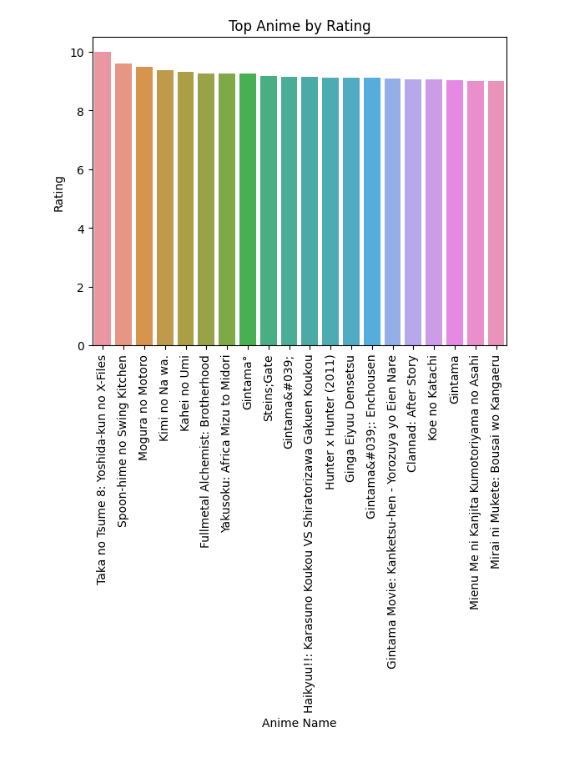 Top Anime by Rating
Rating
10
8
6
4
2
0
Taka no Tsume 8: Yoshida-kun no X-Files
Spoon-hime no Swing Kitchen
Mogura no Motoro
Kimi no Na wa.
Kahei no Umi
Fullmetal Alchemist: Brotherhood
Yakusoku: Africa Mizu to Midori
Gintama°
Steins;Gate
Gintama&#039;
Haikyuu!!: Karasuno Koukou VS Shiratorizawa Gakuen Koukou
Hunter x Hunter (2011)
Ginga Eiyuu Densetsu
Gintama&#039;: Enchousen
Gintama Movie: Kanketsu-hen - Yorozuya yo Eien Nare
Clannad: After Story
Koe no Katachi
Gintama
Mienu Me ni Kanjita Kumotoriyama no Asahi
Mirai ni Mukete: Bousai wo Kangaeru
Anime Name